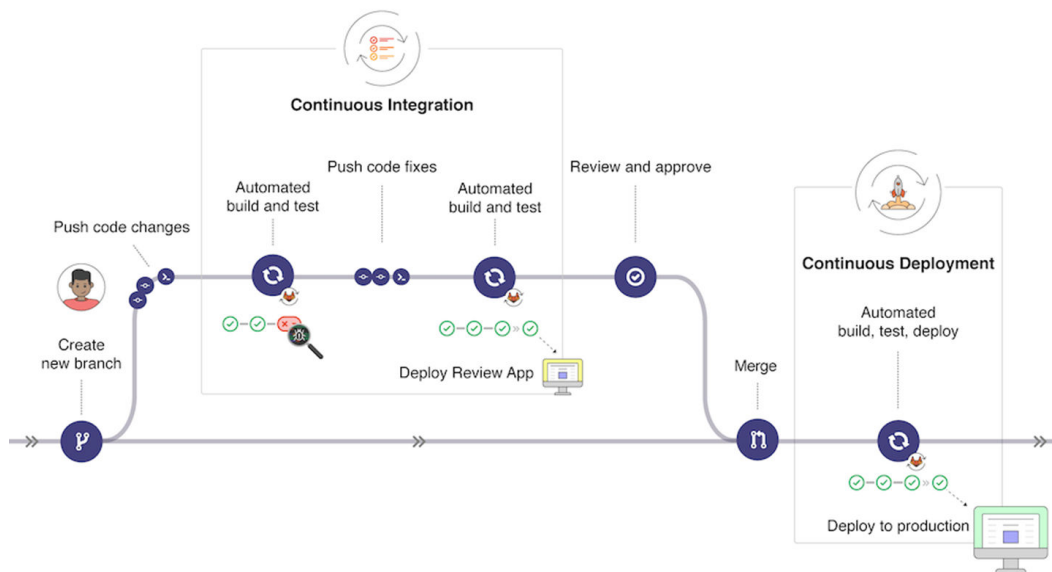 Continuous Integration
Push code fixes
Review and approve
Automated
build and test
Automated
build and test
Push code changes
Continuous Deployment
Create
new branch
Automated
build, test, deploy
Deploy Review App
Merge
Deploy to production